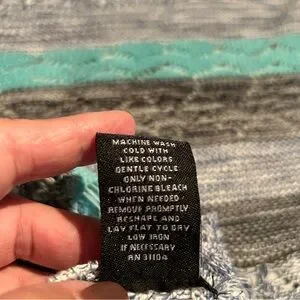 MACHINE WASH
COLD WITH
LIKE COLORS
GENTLE CYCLE
ONLY NON-
CHLORINE BLEACH
WHEN NEEDED
REMOVE PROMPTLY
RESHAPE AND
LAY FLAT TO DRY
LOW IRON
IF NECESSARY
RN 31104